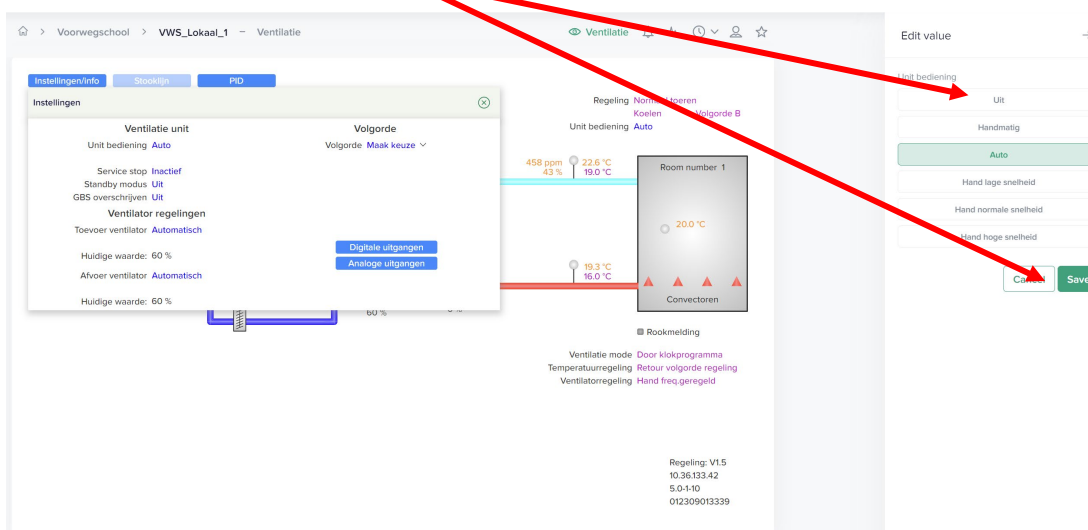 Voorwegschool > VWS_Lokaal_1 – Ventilatie
Ventilatie
Instellingen/info Stooklijn PID
Instellingen
Ventilatie unit
Unit bediening Auto
Service stop Inactief
Standby modus Uit
GBS overschrijven Uit
Ventilator regelingen
Toevoer ventilator Automatisch
Huidige waarde: 60 %
Afvoer ventilator Automatisch
Huidige waarde: 60 %
Volgorde
Volgorde Maak keuze
Digitale uitgangen
Analoge uitgangen
60 %
Regeling
Koelen Volgorde B
Unit bediening Auto
458 ppm 22.6 °C
43 % 19.0 °C
Room number 1
20.0 °C
19.3 °C
16.0 °C
Convectoren
Rookmelding
Ventilatie mode Door klokprogramma
Temperatuurregeling Retour volgorde regeling
Ventilatorregeling Hand freq.geregeld
Regeling: V1.5
10.36.133.42
5.0-1-10
012309013339
Edit value
Unit bediening
Uit
Handmatig
Auto
Hand lage snelheid
Hand normale snelheid
Hand hoge snelheid
Cancel Save